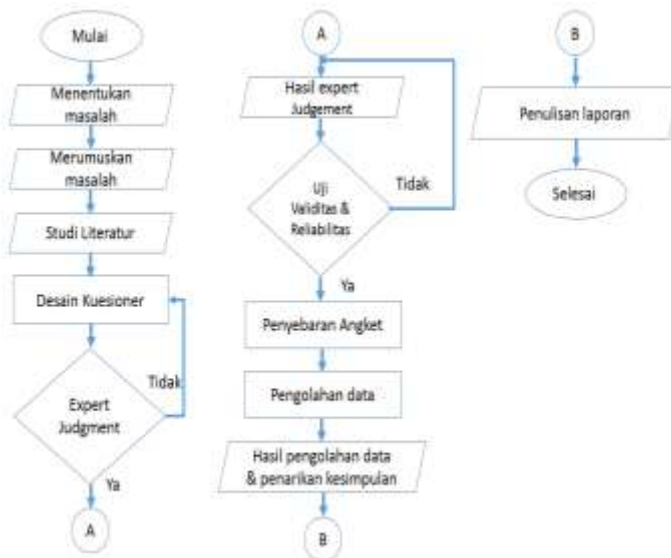 Mulai
Menentukan
masalah
Merumuskan
masalah
Studi Literatur
Desain Kuesioner
Tidak
Expert
Judgment
Ya
A
A
Hasil expert
Judgement
Uji
Validitas &
Reliabilitas
Tidak
Ya
Penyebaran Angket
Pengolahan data
Hasil pengolahan data
& penarikan kesimpulan
B
B
Penulisan laporan
Selesai